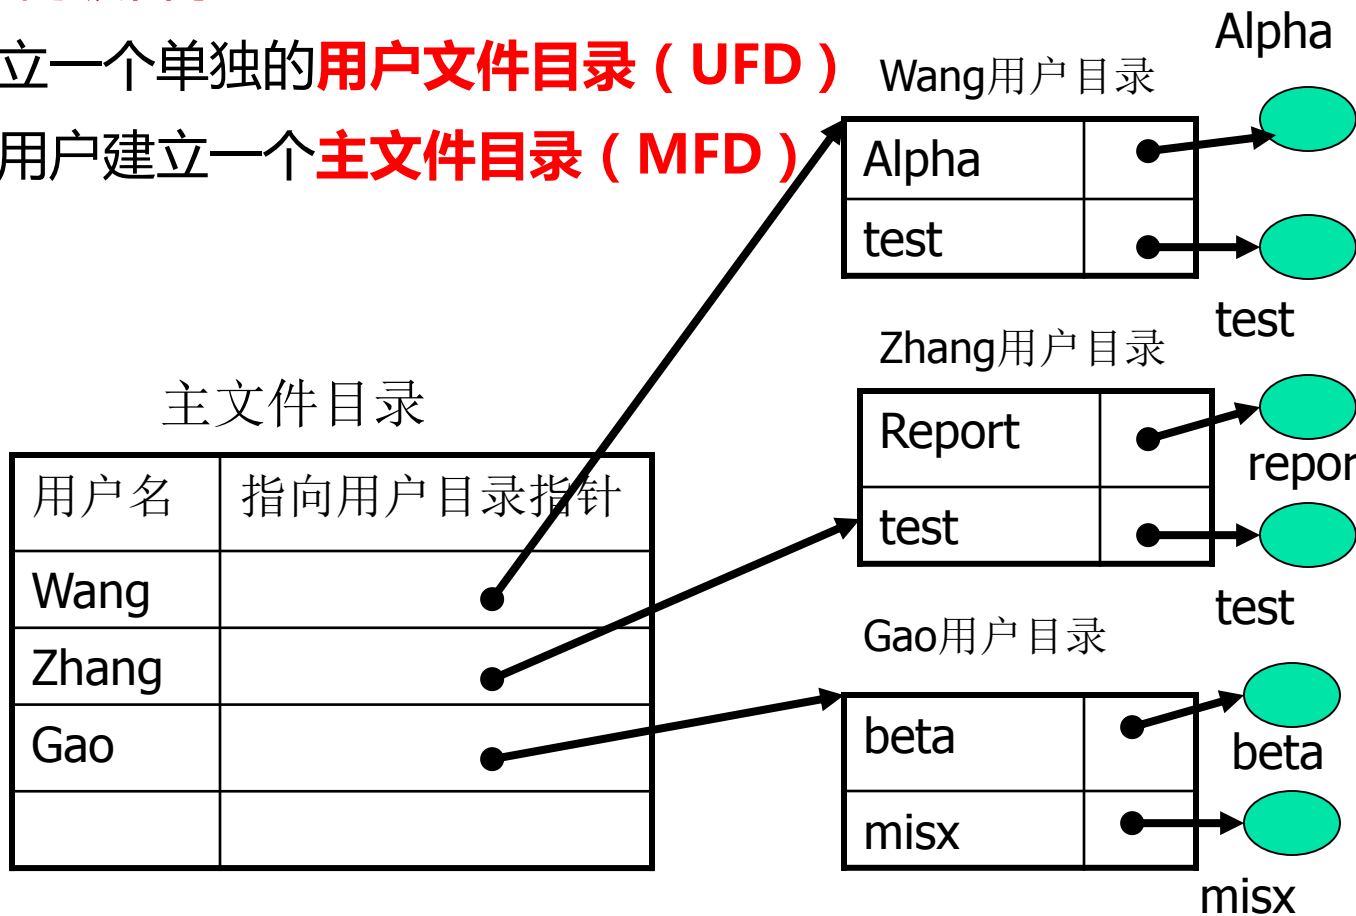 立一个单独的用户文件目录（UFD）
用户建立一个主文件目录（MFD）
Alpha
Wang用户目录
Alpha
test
test
Zhang用户目录
Report
repor
test
test
主文件目录
用户名 指向用户目录指针
Wang
Zhang
Gao
Gao用户目录
beta
beta
misx
misx